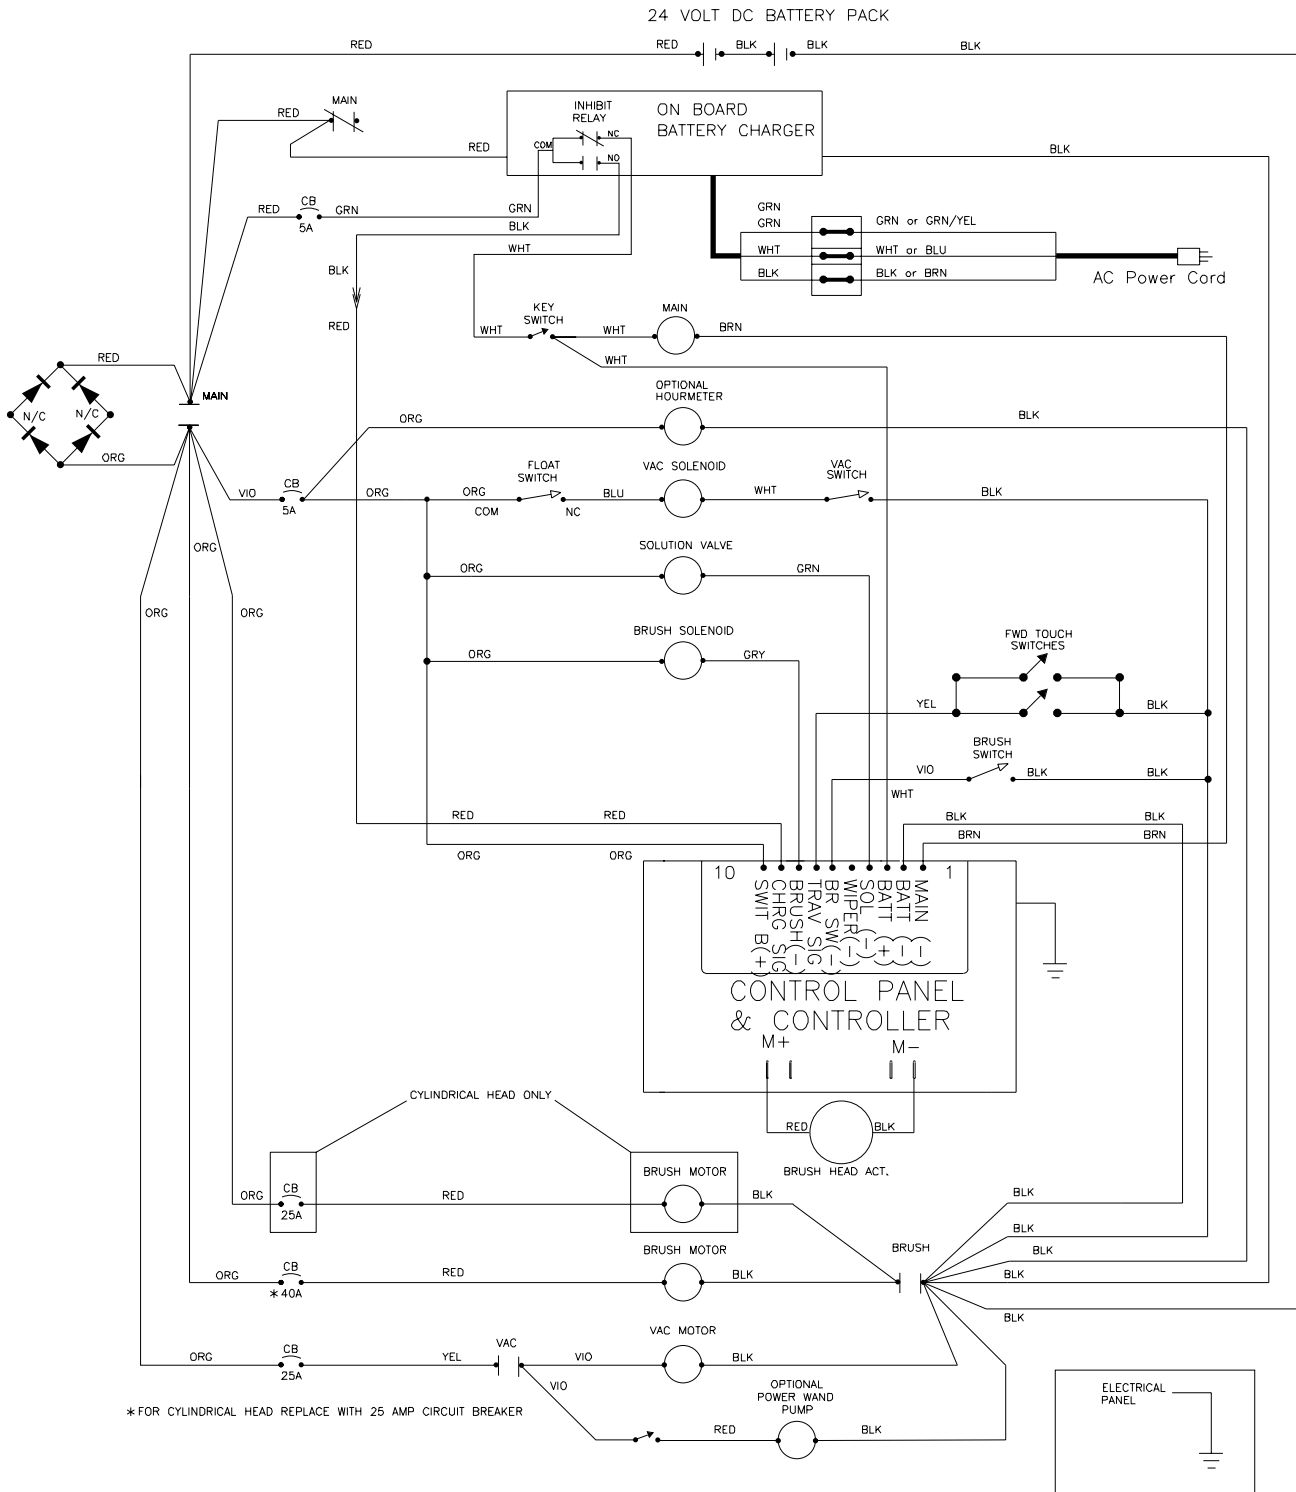 24 VOLT DC BATTERY PACK
RED
RED
BLK
BLK
BLK
MAIN
RED
RED
INHIBIT
RELAY
NC
COM
NO
ON BOARD
BATTERY CHARGER
BLK
CB
RED
GRN
5A
GRN
BLK
WHT
GRN
GRN
GRN or GRN/YEL
WHT
WHT or BLU
BLK
BLK or BRN
AC Power Cord
BLK
RED
KEY
SWITCH
MAIN
WHT
WHT
BRN
WHT
RED
MAIN
N/C
N/C
ORG
OPTIONAL
HOURMETER
ORG
BLK
FLOAT
SWITCH
VAC SOLENOID
VAC
SWITCH
VIO
CB
5A
ORG
ORG
COM
NC
BLU
WHT
BLK
ORG
SOLUTION VALVE
ORG
GRN
ORG
ORG
BRUSH SOLENOID
ORG
GRY
FWD TOUCH
SWITCHES
YEL
BLK
BRUSH
SWITCH
VIO
BLK
BLK
WHT
RED
RED
BLK
BLK
BRN
BRN
ORG
ORG
10
1
SWIT B(+)
CHRG SIG
BRUSH(-)
TRAV SIG
BR SW(-)
WIPER(-)
SOL (-)
BATT (+)
BATT (-)
MAIN (-)
CONTROL PANEL
& CONTROLLER
M+
M-
RED
BLK
BRUSH HEAD ACT.
CYLINDRICAL HEAD ONLY
ORG
CB
25A
RED
BRUSH MOTOR
BLK
BLK
BLK
BLK
BRUSH
ORG
CB
*40A
RED
BRUSH MOTOR
BLK
BLK
BLK
ORG
CB
25A
YEL
VAC
VIO
VAC MOTOR
BLK
VIO
OPTIONAL
POWER WAND
PUMP
RED
BLK
*FOR CYLINDRICAL HEAD REPLACE WITH 25 AMP CIRCUIT BREAKER
ELECTRICAL
PANEL